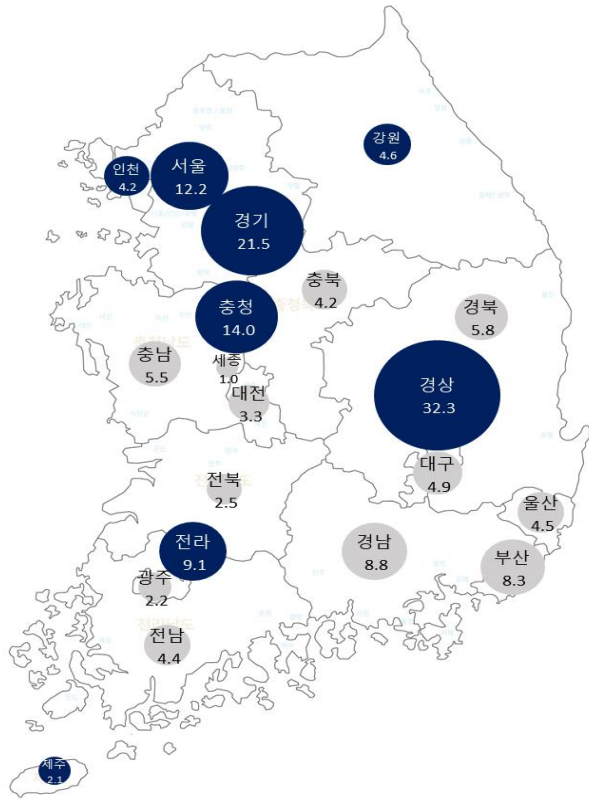 강원
4.6
인천
4.2
서울
12.2
경기
21.5
충북
4.2
충청
14.0
경북
5.8
충남
5.5
세종
1.0
대전
3.3
경상
32.3
대구
4.9
전북
2.5
울산
4.5
전라
9.1
경남
8.8
부산
8.3
광주
2.2
전남
4.4
제주
2.1